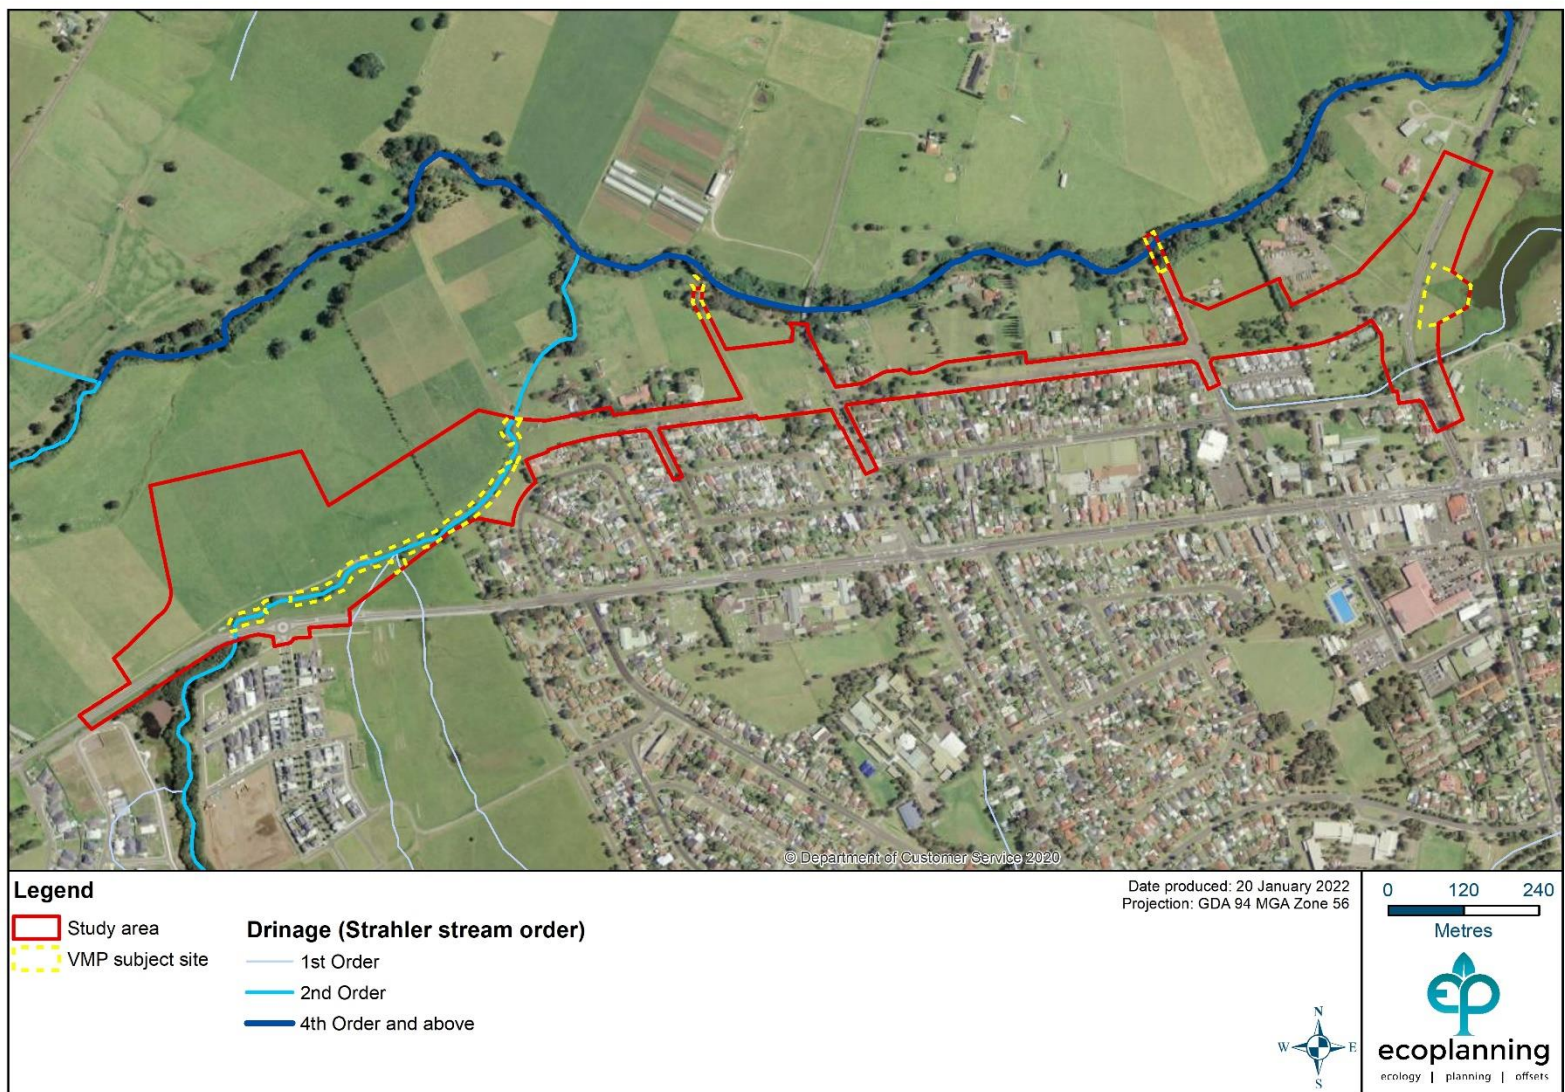 © Department of Customer Service 2020
Legend
Study area
VMP subject site
Drinage (Strahler stream order)
1st Order
2nd Order
4th Order and above
Date produced: 20 January 2022
Projection: GDA 94 MGA Zone 56
0 120 240
Metres
N
W E
S
ep
ecoplanning
ecology | planning | offsets